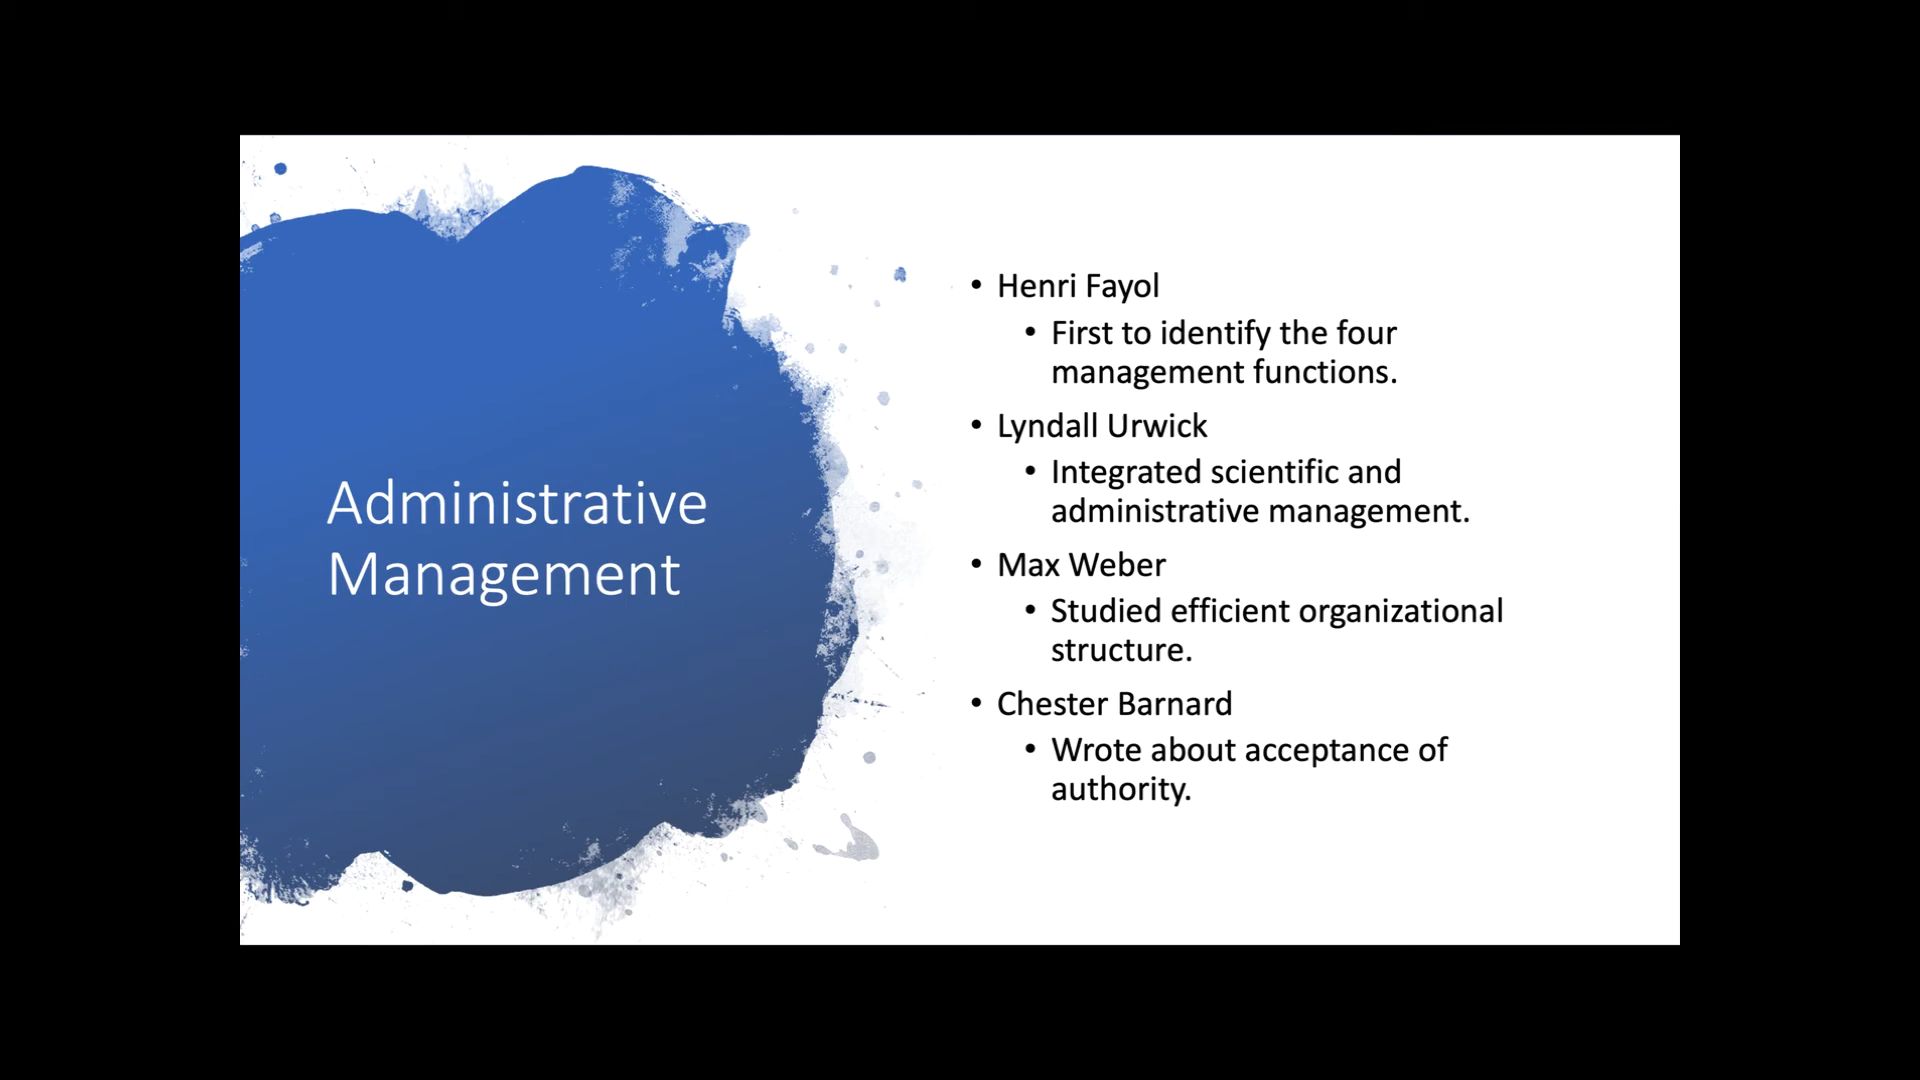 Administrative
Management
• Henri Fayol
• First to identify the four
management functions.
• Lyndall Urwick
• Integrated scientific and
administrative management.
• Max Weber
• Studied efficient organizational
structure.
• Chester Barnard
• Wrote about acceptance of
authority.